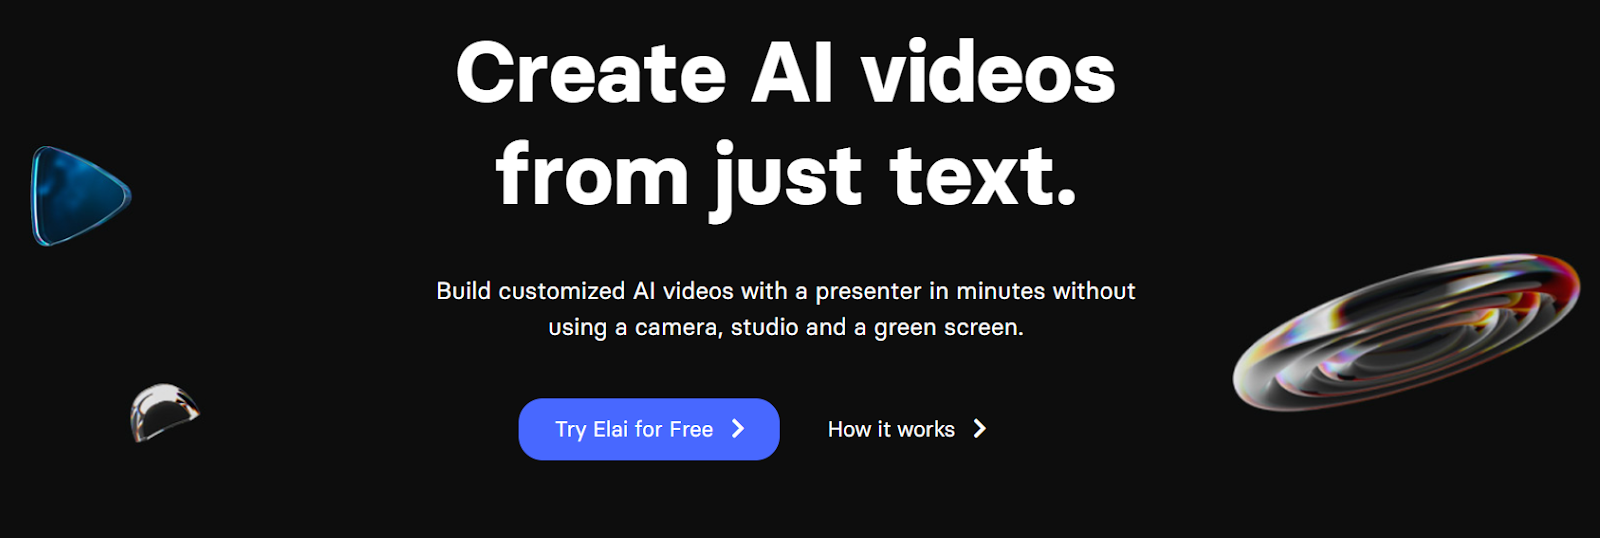 Create AI videos
from just text.
Build customized AI videos with a presenter in minutes without
using a camera, studio and a green screen.
Try Elai for Free
How it works